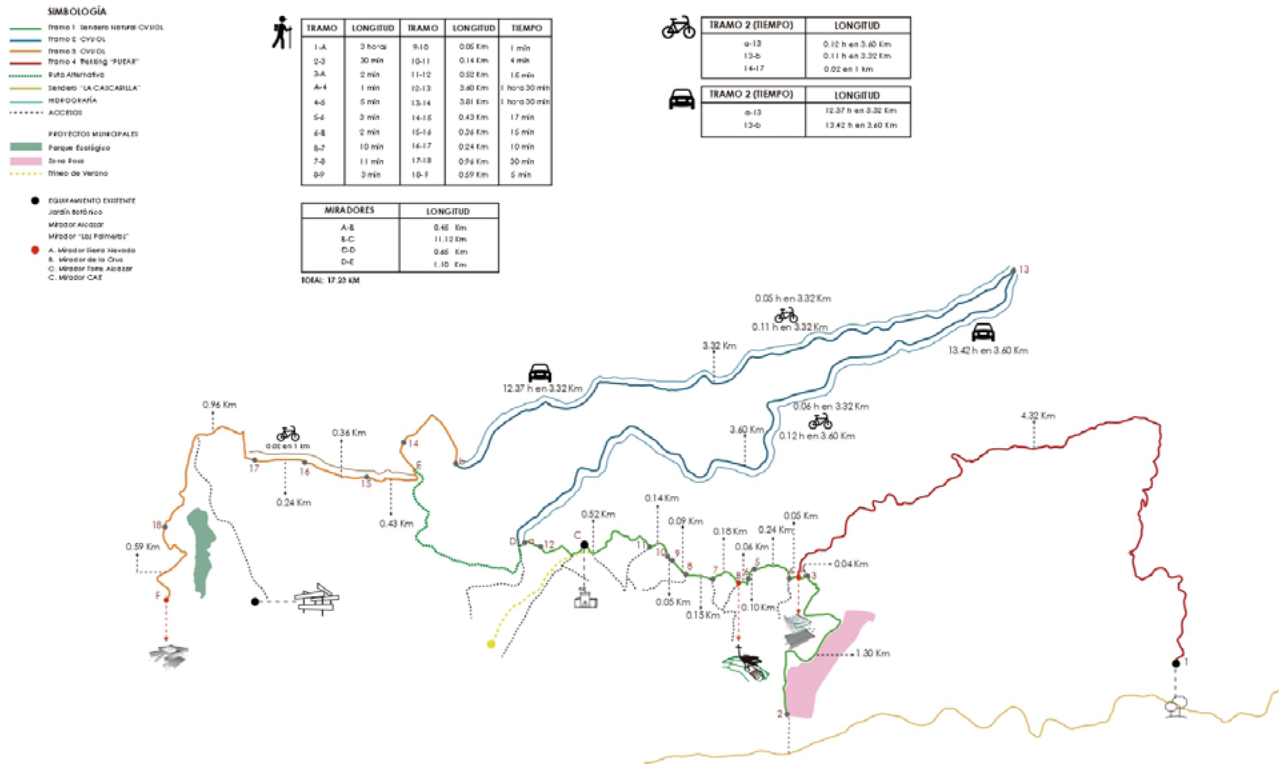 SIMBOLOGÍA
Tramo 1 Sendero Natural CVUOL
Tramo 2 CVUOL
Tramo 3 CVUOL
Tramo 4 Trekking
Ruta Alternativa
Sendero "LA CASCARILLA"
HIDROGRAFÍA
ACCESOS
PROYECTOS MUNICIPALES
Parque Ecológico
Zona Rosa
Trineo de Verano
EQUIPAMIENTO EXISTENTE
Jardín Botánico
Mirador Alcazar
Mirador "Las Palmeras"
A. Mirador Sierra Nevada
B. Mirador de la Cruz
C. Mirador Torre Alcazar
C. Mirador CAE
TRAMO LONGITUD TRAMO LONGITUD TIEMPO
1-A 3 horas 9-10 0.05 Km 1 min
2-3 30 min 10-11 0.14 Km 4 min
3-A 2 min 11-12 0.52 Km 15 min
A-4 1 min 12-13 3.60 Km 1 hora 30 min
4-5 5 min 13-14 3.81 Km 1 hora 30 min
5-6 3 min 14-15 0.43 Km 17 min
6-B 2 min 15-16 0.36 Km 15 min
B-7 10 min 16-17 0.24 Km 10 min
7-8 11 min 17-18 0.96 Km 30 min
8-9 3 min 18-F 0.59 Km 5 min
MIRADORES LONGITUD
A-B 0.45 Km
B-C 11.12 Km
C-D 0.65 Km
D-E 1.10 Km
TOTAL: 17.23 KM
TRAMO 2 (TIEMPO) LONGITUD
a-13 0.12 h en 3.60 Km
13-b 0.11 h en 3.32 Km
14-17 0.02 en 1 km
TRAMO 2 (TIEMPO) LONGITUD
a-13 12.37 h en 3.32 Km
13-b 13.42 h en 3.60 Km
13
0.05 h en 3.32 Km
0.11 h en 3.32 Km
3.32 Km
13.42 h en 3.60 Km
12.37 h en 3.32 Km
0.06 h en 3.32 Km
0.12 h en 3.60 Km
3.60 Km
4.32 Km
0.96 Km
0.02 en 1 km
0.36 Km
14
b
E
17
16
15
0.24 Km
0.43 Km
18
0.59 Km
F
D
a
12
C
0.52 Km
0.14 Km
11
10
0.09 Km
9
8
0.05 Km
0.15 Km
0.18 Km
7
0.06 Km
B
6
5
0.24 Km
0.10 Km
0.05 Km
4
3
0.04 Km
1.30 Km
2
1